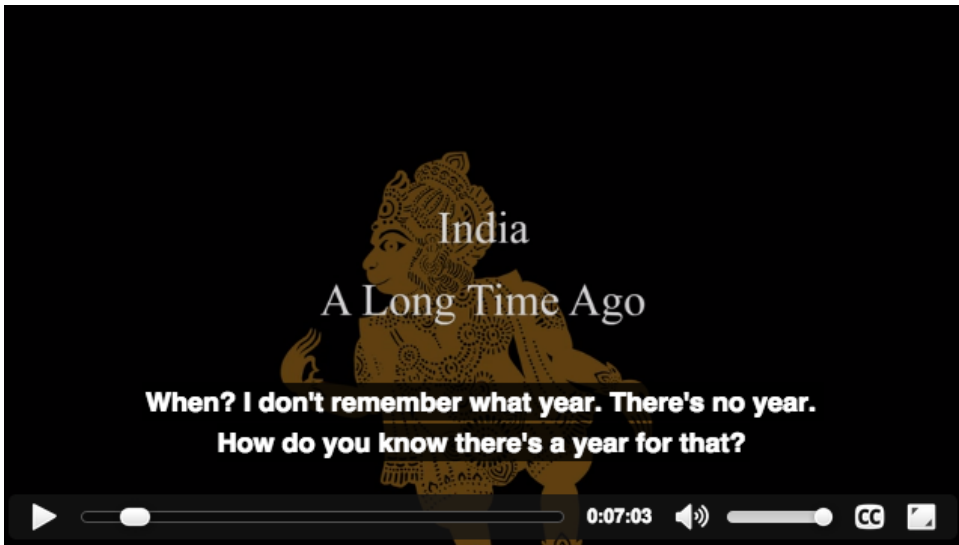 India
A Long Time Ago
When? I don't remember what year. There's no year.
How do you know there's a year for that?
0:07:03
CC